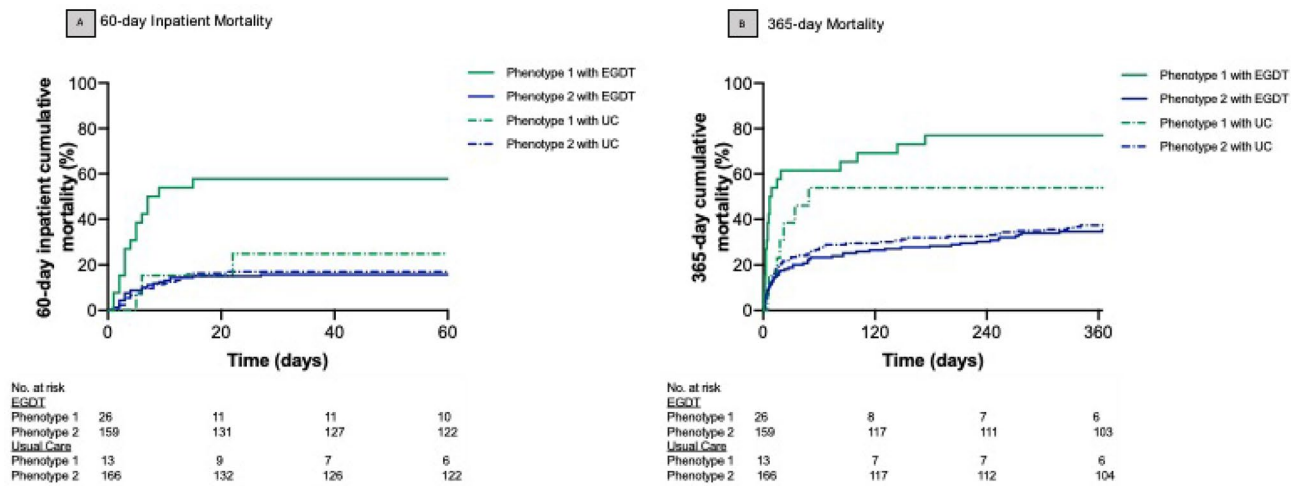 A 60-day Inpatient Mortality
60-day inpatient cumulative
mortality (%)
100
80
60
40
20
0
0 20 40 60
Time (days)
Phenotype 1 with EGDT
Phenotype 2 with EGDT
Phenotype 1 with UC
Phenotype 2 with UC
No. at risk
EGDT
Phenotype 1 26 11 11 10
Phenotype 2 159 131 127 122
Usual Care
Phenotype 1 13 9 7 6
Phenotype 2 166 132 126 122
B 365-day Mortality
365-day cumulative
mortality (%)
100
80
60
40
20
0
0 120 240 360
Time (days)
Phenotype 1 with EGDT
Phenotype 2 with EGDT
Phenotype 1 with UC
Phenotype 2 with UC
No. at risk
EGDT
Phenotype 1 26 8 7 6
Phenotype 2 159 117 111 103
Usual Care
Phenotype 1 13 7 7 6
Phenotype 2 166 117 112 104